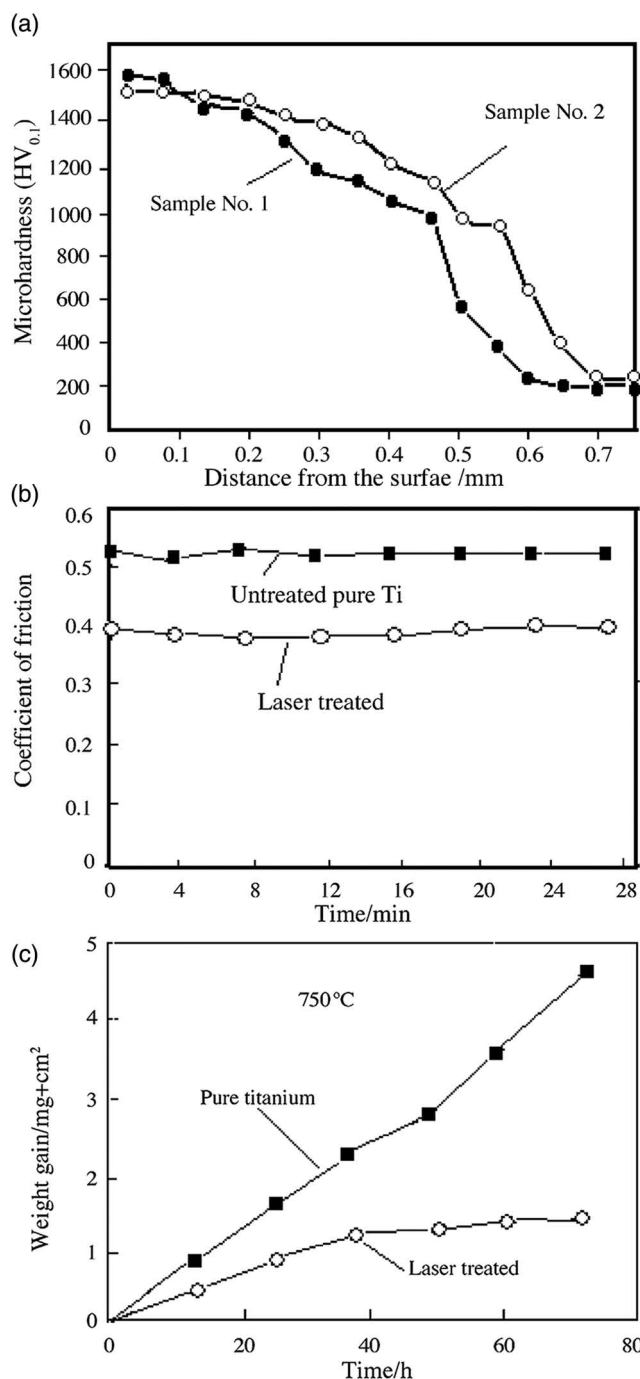 (a)
1600
1400
1200
1000
800
600
400
200
0
Microhardness (HV0.1)
Sample No. 2
Sample No. 1
0.1 0.2 0.3 0.4 0.5 0.6 0.7
Distance from the surfae /mm
(b)
0.6
0.5
0.4
0.3
0.2
0.1
0
Coefficient of friction
Untreated pure Ti
Laser treated
0 4 8 12 16 20 24 28
Time/min
(c)
5
4
3
2
1
0
Weight gain/mg+cm²
750°C
Pure titanium
Laser treated
0 20 40 60 80
Time/h